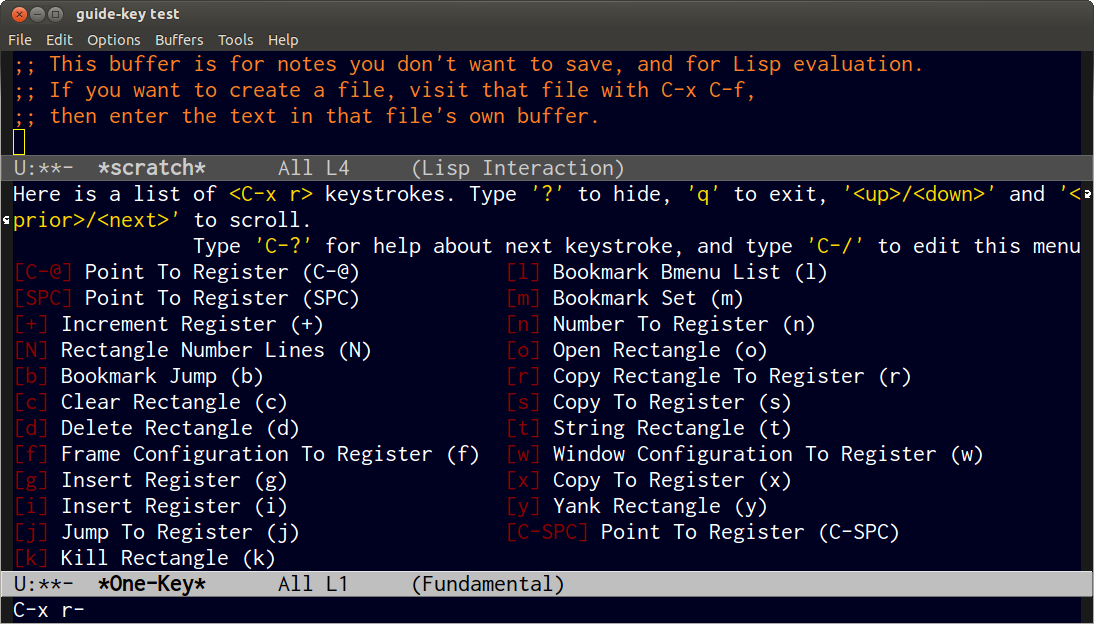 guide-key test
File Edit Options Buffers Tools Help
;; This buffer is for notes you don't want to save, and for Lisp evaluation.
;; If you want to create a file, visit that file with C-x C-f,
;; then enter the text in that file's own buffer.
U:**-  *scratch*      All L4     (Lisp Interaction)
Here is a list of <C-x r> keystrokes. Type '?' to hide, 'q' to exit, '<up>/<down>' and '<
prior>/<next>' to scroll.
Type 'C-?' for help about next keystroke, and type 'C-/' to edit this menu
[C-@] Point To Register (C-@) [l] Bookmark Bmenu List (l)
[SPC] Point To Register (SPC) [m] Bookmark Set (m)
[+] Increment Register (+) [n] Number To Register (n)
[N] Rectangle Number Lines (N) [o] Open Rectangle (o)
[b] Bookmark Jump (b) [r] Copy Rectangle To Register (r)
[c] Clear Rectangle (c) [s] Copy To Register (s)
[d] Delete Rectangle (d) [t] String Rectangle (t)
[f] Frame Configuration To Register (f) [w] Window Configuration To Register (w)
[g] Insert Register (g) [x] Copy To Register (x)
[i] Insert Register (i) [y] Yank Rectangle (y)
[j] Jump To Register (j) [C-SPC] Point To Register (C-SPC)
[k] Kill Rectangle (k)
U:**-  *One-Key*      All L1     (Fundamental)
C-x r-